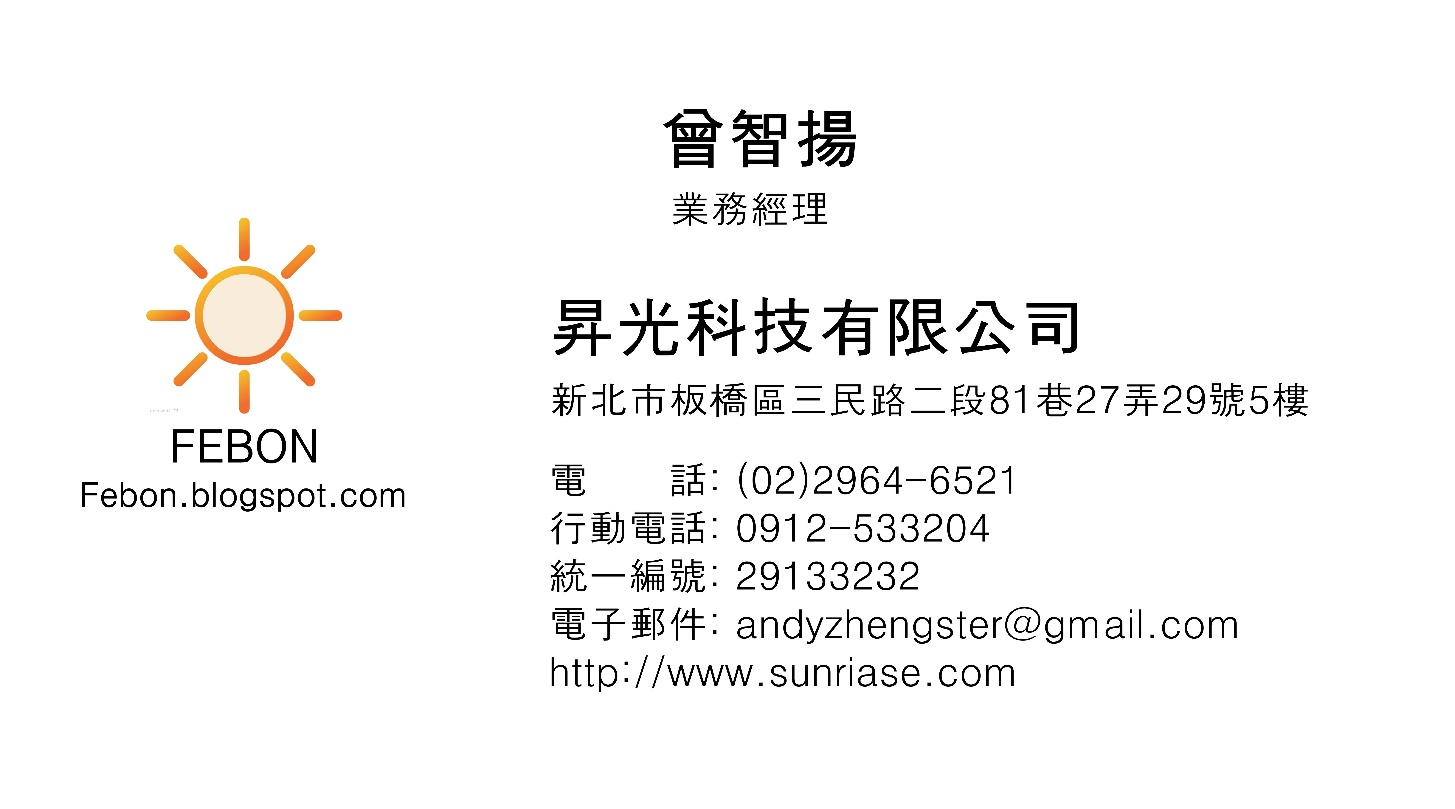 曾智揚
業務經理
昇光科技有限公司
新北市板橋區三民路二段81巷27弄29號5樓
電　　話: (02)2964-6521
行動電話: 0912-533204
統一編號: 29133232
電子郵件: andyzhengster@gmail.com
http://www.sunriase.com
FEBON
Febon.blogspot.com